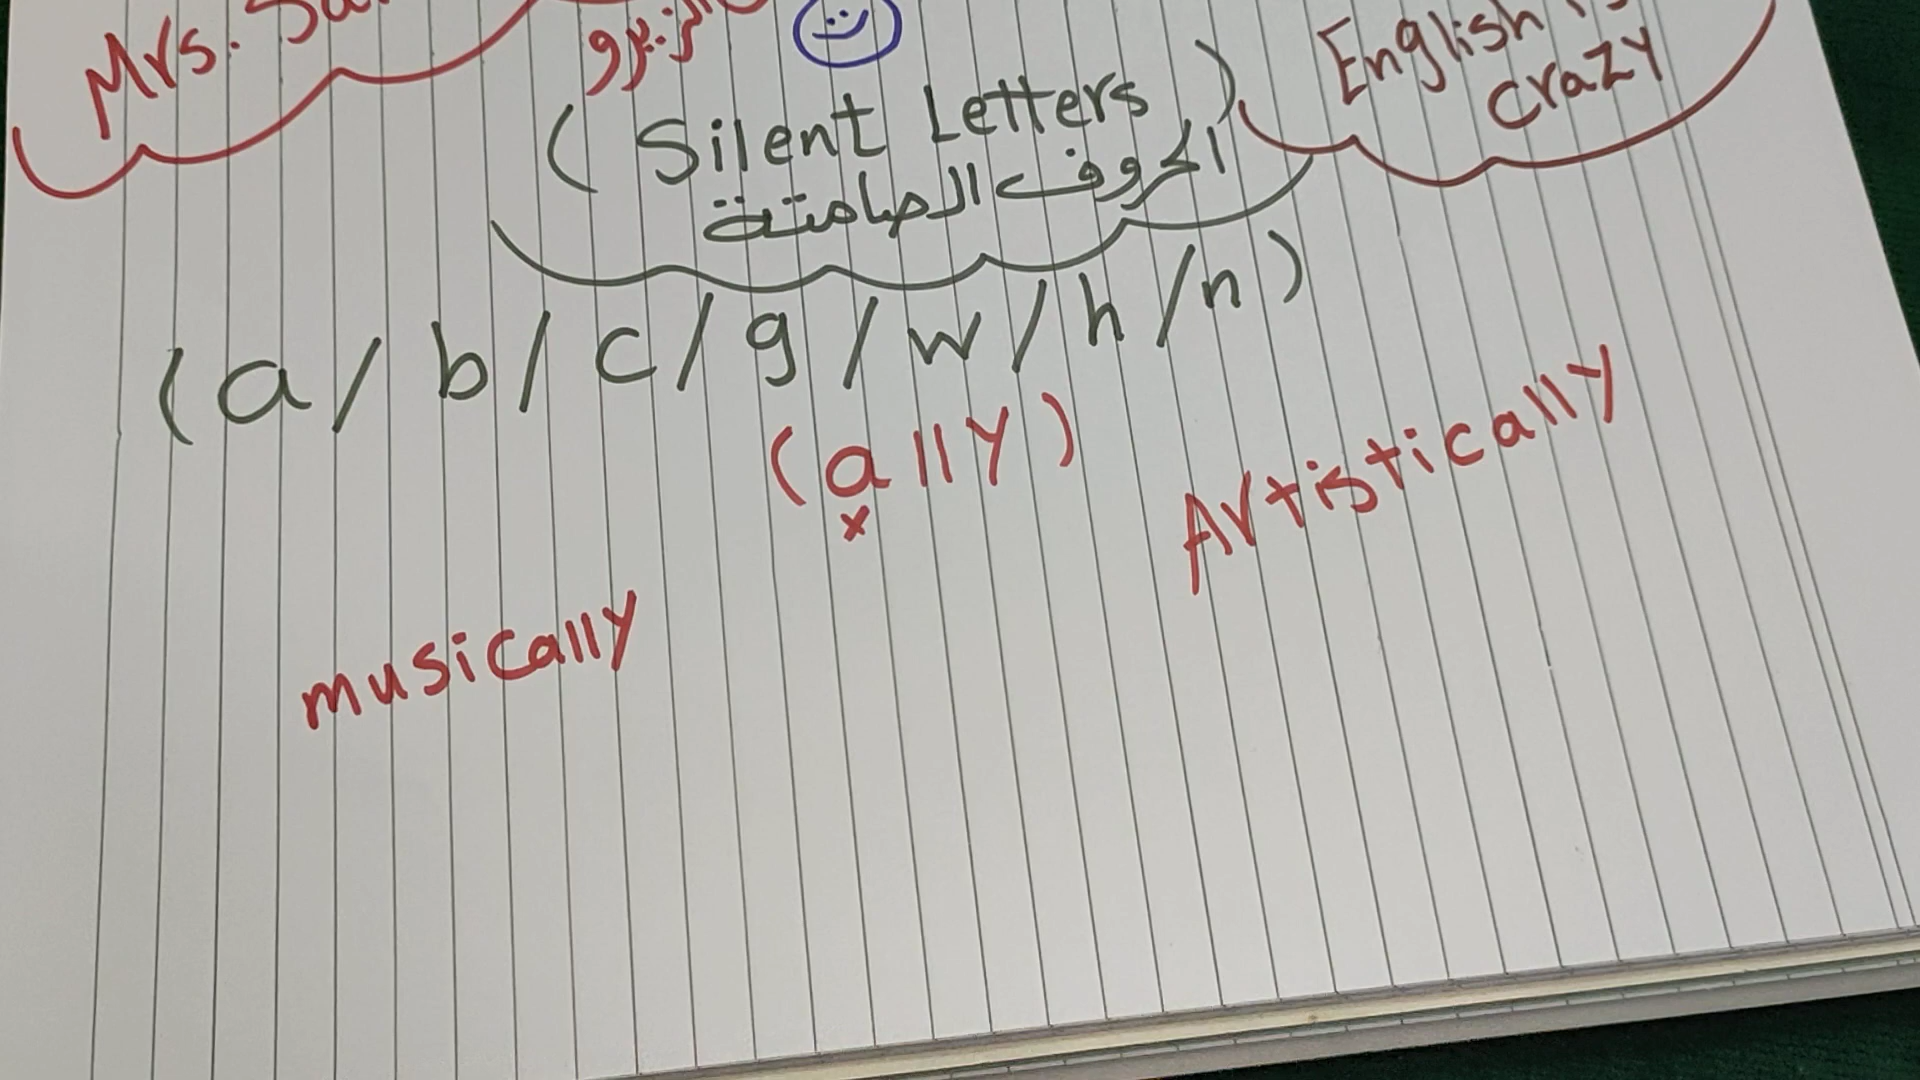 Mrs.
English
crazy
( Silent Letters )
الحروف الصامتة
( a / b / c / g / w / h / n )
( ally )
x
Artistically
musically